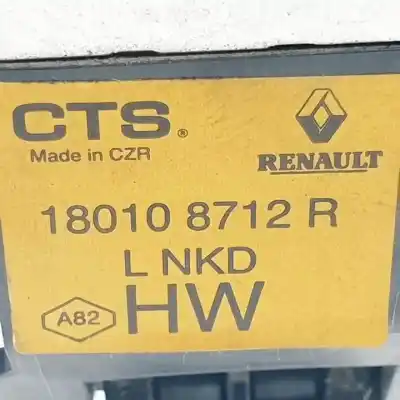 CTS®
Made in CZR
RENAULT
18010 8712 R
L NKD
A82
HW